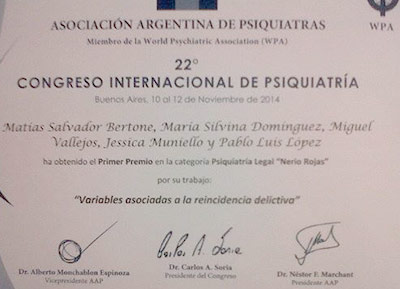 WPA
ASOCIACIÓN ARGENTINA DE PSIQUIATRAS
Miembro de la World Psychiatric Association (WPA)
22º
CONGRESO INTERNACIONAL DE PSIQUIATRÍA
Buenos Aires, 10 al 12 de Noviembre de 2014
Matías Salvador Bertone, María Silvina Dominguez, Miguel
Vallejos, Jessica Muniello y Pablo Luis López
ha obtenido el Primer Premio en la categoría Psiquiatría Legal "Nerio Rojas"
por su trabajo:
"Variables asociadas a la reincidencia delictiva"
Carlos A. Soria
Dr. Alberto Monchablon Espinoza
Vicepresidente AAP
Dr. Carlos A. Soria
Presidente del Congreso
Dr. Néstor F. Marchant
Presidente AAP